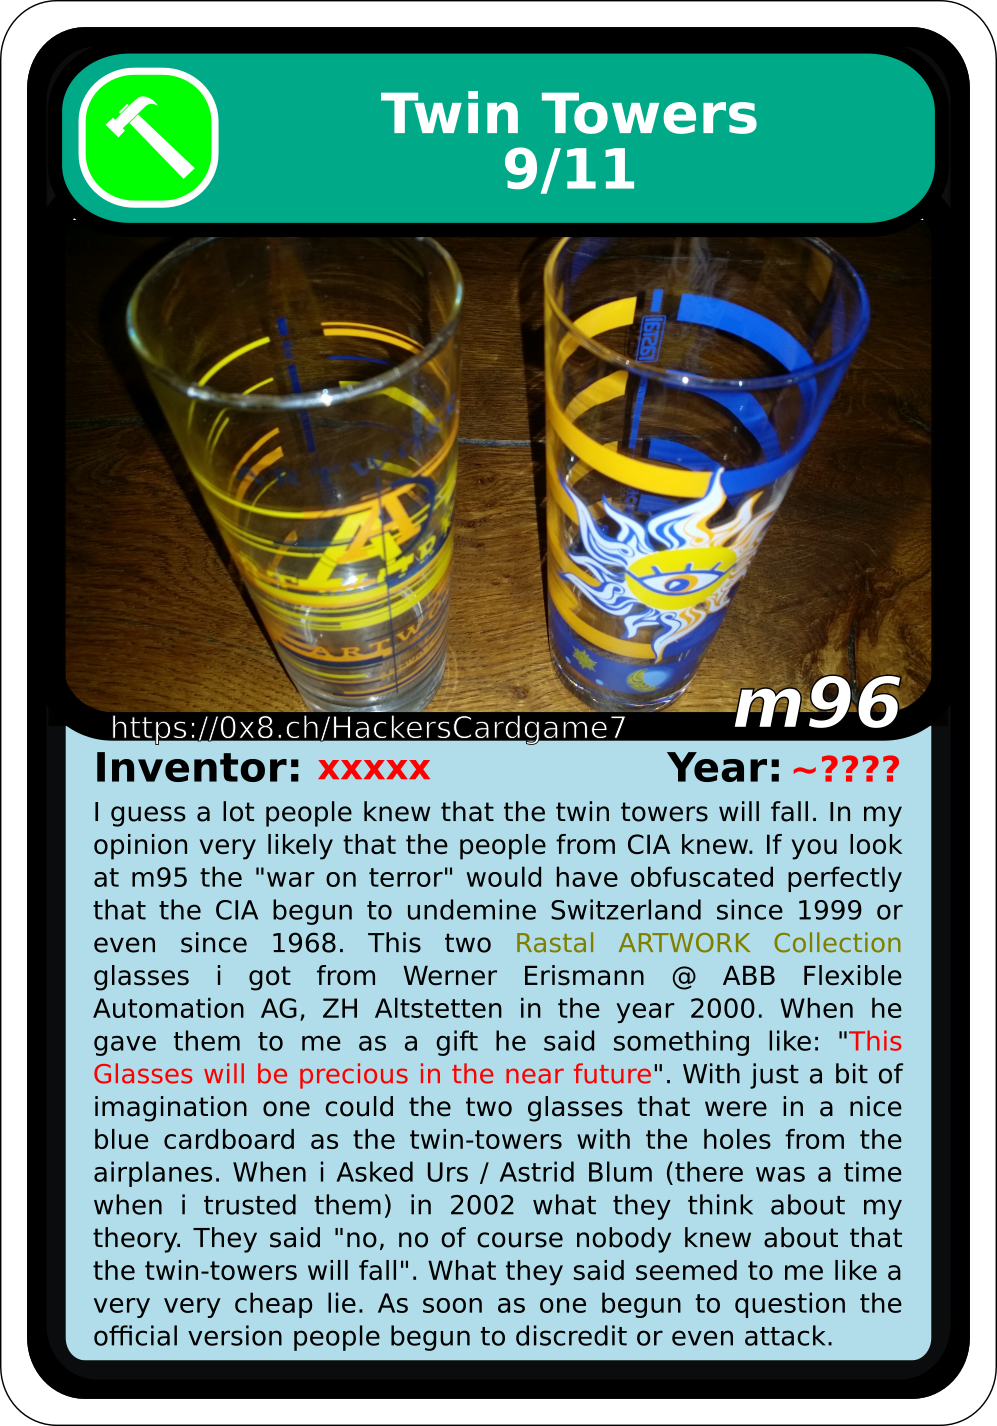 Twin Towers
9/11
ARTWO
ARTWO
m96
https://0x8.ch/HackersCardgame7
Inventor: xxxxx Year: ~????
I guess a lot people knew that the twin towers will fall. In my
opinion very likely that the people from CIA knew. If you look
at m95 the "war on terror" would have obfuscated perfectly
that the CIA begun to undemine Switzerland since 1999 or
even since 1968. This two Rastal ARTWORK Collection
glasses i got from Werner Erismann @ ABB Flexible
Automation AG, ZH Altstetten in the year 2000. When he
gave them to me as a gift he said something like: "This
Glasses will be precious in the near future". With just a bit of
imagination one could the two glasses that were in a nice
blue cardboard as the twin-towers with the holes from the
airplanes. When i Asked Urs / Astrid Blum (there was a time
when i trusted them) in 2002 what they think about my
theory. They said "no, no of course nobody knew about that
the twin-towers will fall". What they said seemed to me like a
very very cheap lie. As soon as one begun to question the
official version people begun to discredit or even attack.